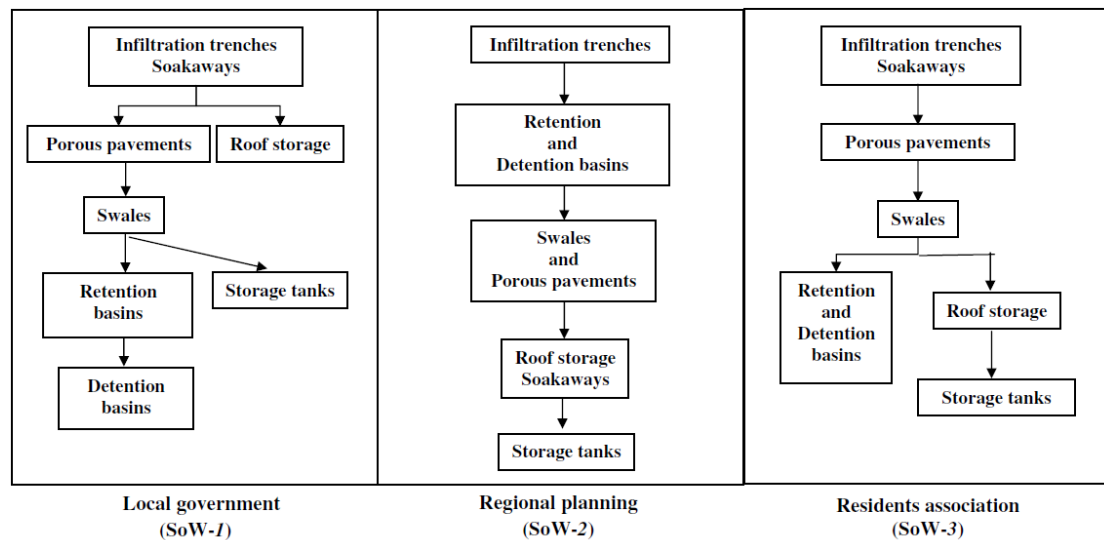 Infiltration trenches
Soakaways
Porous pavements
Roof storage
Swales
Retention
basins
Storage tanks
Detention
basins
Local government
(SoW-1)
Infiltration trenches
Retention
and
Detention basins
Swales
and
Porous pavements
Roof storage
Soakaways
Storage tanks
Regional planning
(SoW-2)
Infiltration trenches
Soakaways
Porous pavements
Swales
Retention
and
Detention
basins
Roof storage
Storage tanks
Residents association
(SoW-3)